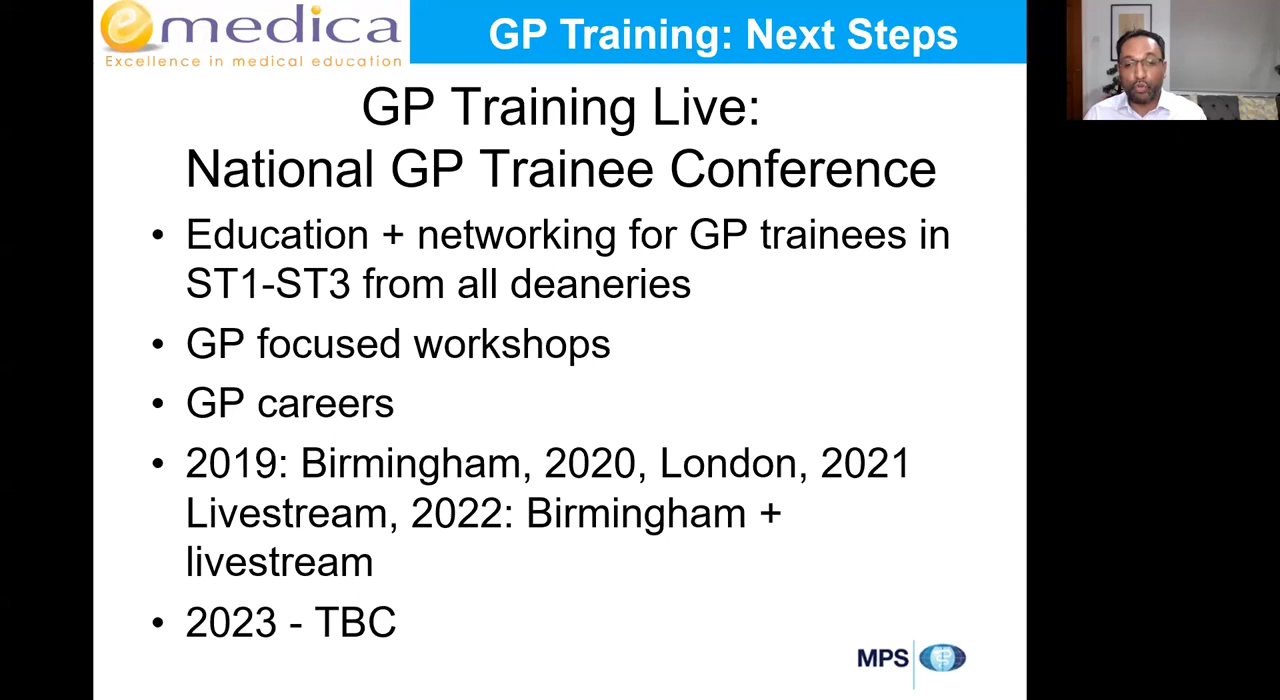 emedica
Excellence in medical education
GP Training: Next Steps
GP Training Live:
National GP Trainee Conference
• Education + networking for GP trainees in
ST1-ST3 from all deaneries
• GP focused workshops
• GP careers
• 2019: Birmingham, 2020, London, 2021
Livestream, 2022: Birmingham +
livestream
• 2023 - TBC
MPS